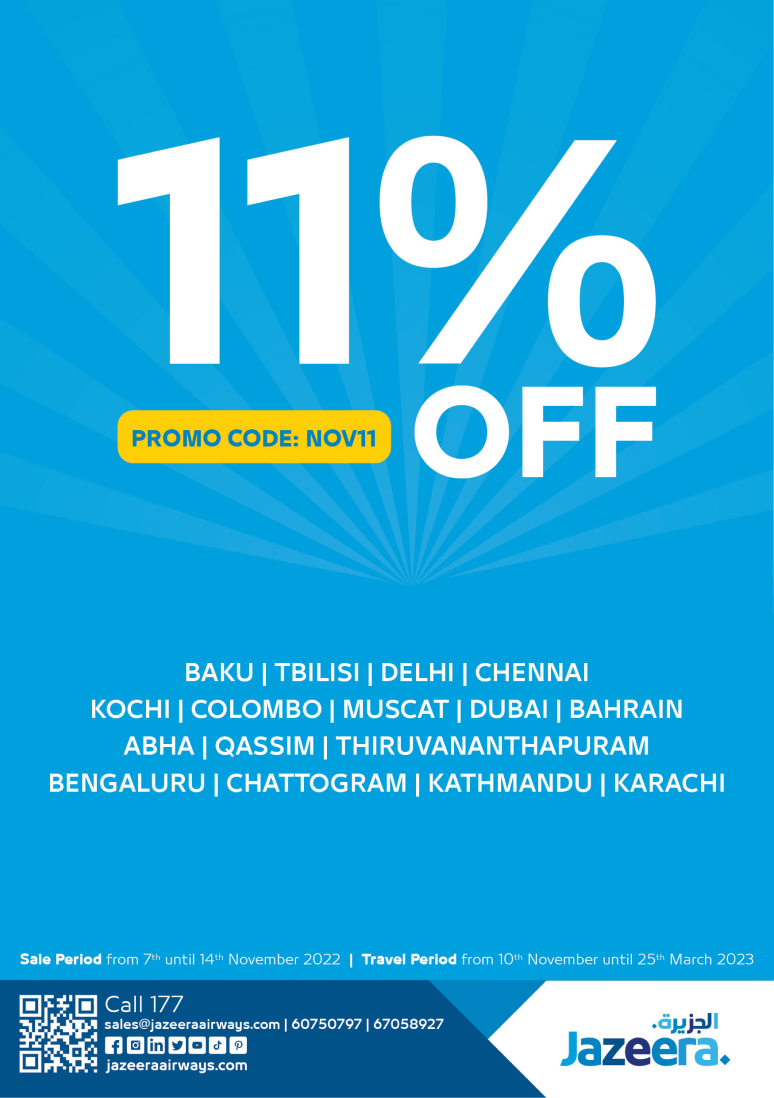 11%
OFF
PROMO CODE: NOV11
BAKU | TBILISI | DELHI | CHENNAI
KOCHI | COLOMBO | MUSCAT | DUBAI | BAHRAIN
ABHA | QASSIM | THIRUVANANTHAPURAM
BENGALURU | CHATTOGRAM | KATHMANDU | KARACHI
Sale Period from 7th until 14th November 2022 | Travel Period from 10th November until 25th March 2023
Call 177
sales@jazeeraairways.com | 60750797 | 67058927
jazeeraairways.com
الجزيرة.
Jazeera.